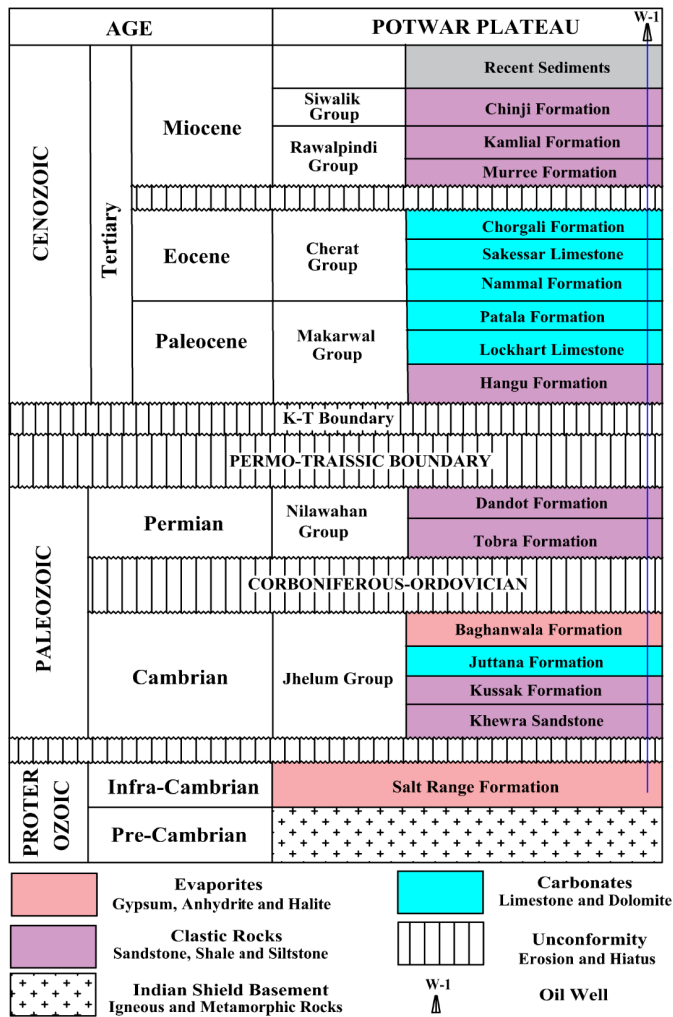 AGE
POTWAR PLATEAU
W-1
CENOZOIC
Tertiary
Miocene
Recent Sediments
Siwalik
Group
Chinji Formation
Rawalpindi
Group
Kamlial Formation
Murree Formation
Eocene
Cherat
Group
Chorgali Formation
Sakessar Limestone
Nammal Formation
Paleocene
Makarwal
Group
Patala Formation
Lockhart Limestone
Hangu Formation
K-T Boundary
PERMO-TRAISSIC BOUNDARY
PALEOZOIC
Permian
Nilawahan
Group
Dandot Formation
Tobra Formation
CORBONIFEROUS-ORDOVICIAN
Cambrian
Jhelum Group
Baghanwala Formation
Juttana Formation
Kussak Formation
Khewra Sandstone
PROTER
OZOIC
Infra-Cambrian
Salt Range Formation
Pre-Cambrian
Evaporites
Gypsum, Anhydrite and Halite
Carbonates
Limestone and Dolomite
Clastic Rocks
Sandstone, Shale and Siltstone
Unconformity
Erosion and Hiatus
Indian Shield Basement
Igneous and Metamorphic Rocks
W-1
Oil Well